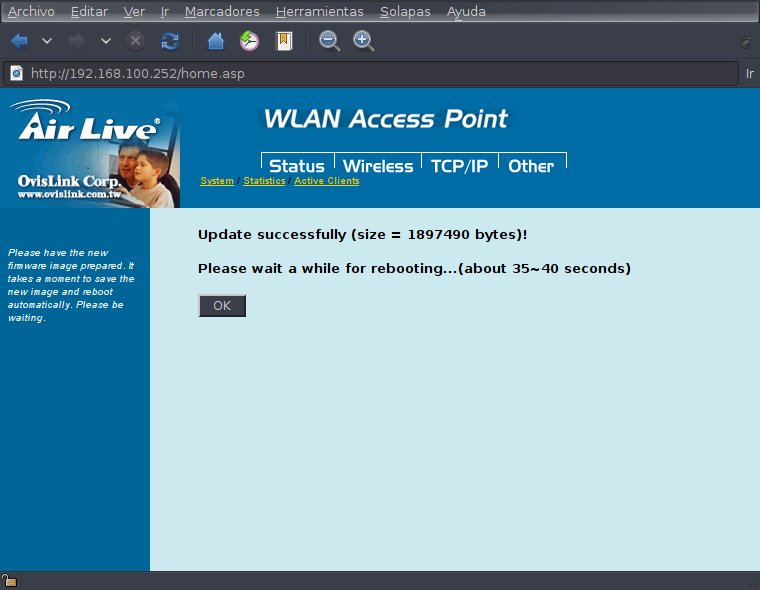 Archivo Editar Ver Ir Marcadores Herramientas Solapas Ayuda
http://192.168.100.252/home.asp Ir
Air Live®
OvisLink Corp.
www.ovislink.com.tw
WLAN Access Point
Status Wireless TCP/IP Other
System / Statistics / Active Clients
Please have the new
firmware image prepared. It
takes a moment to save the
new image and reboot
automatically. Please be
waiting.
Update successfully (size = 1897490 bytes)!
Please wait a while for rebooting...(about 35~40 seconds)
OK